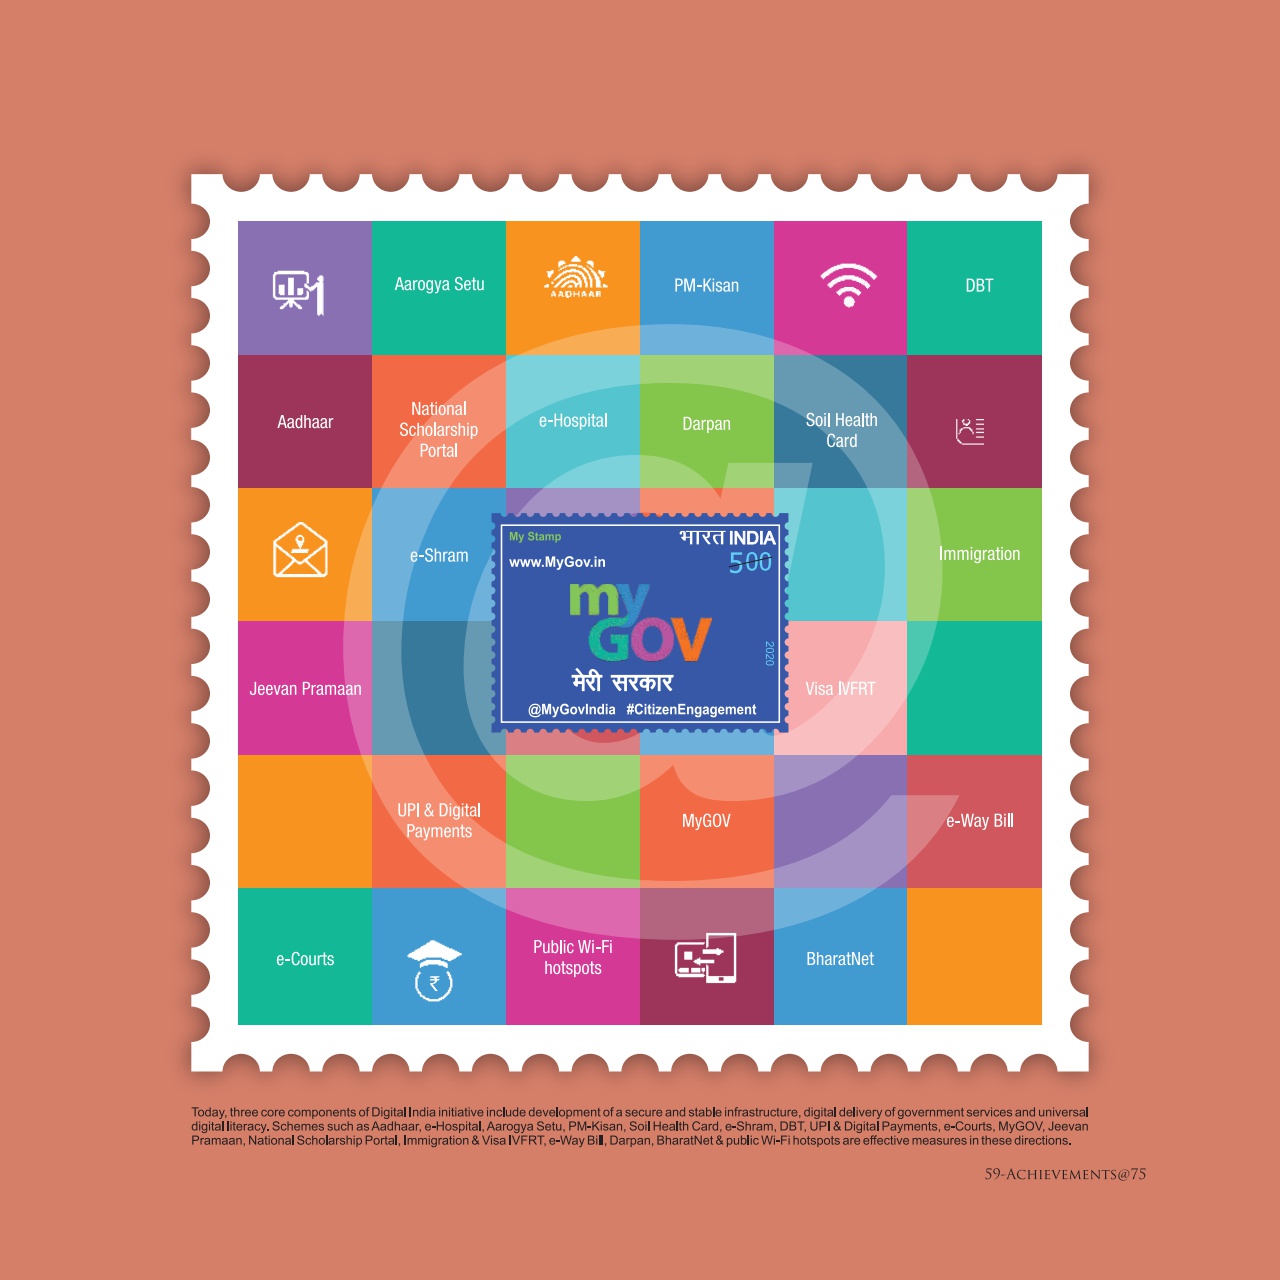 Aarogya Setu
AADHAAR
PM-Kisan
DBT
Aadhaar
National
Scholarship
Portal
e-Hospital
Darpan
Soil Health
Card
e-Shram
My Stamp
भारत INDIA
www.MyGov.in
500
my
GOV
2020
मेरी सरकार
@MyGovIndia #CitizenEngagement
Immigration
Jeevan Pramaan
Visa IVFRT
UPI & Digital
Payments
MyGOV
e-Way Bill
e-Courts
₹
Public Wi-Fi
hotspots
BharatNet
Today, three core components of Digital India initiative include development of a secure and stable infrastructure, digital delivery of government services and universal
digital literacy. Schemes such as Aadhaar, e-Hospital, Aarogya Setu, PM-Kisan, Soil Health Card, e-Shram, DBT, UPI & Digital Payments, e-Courts, MyGOV, Jeevan
Pramaan, National Scholarship Portal, Immigration & Visa IVFRT, e-Way Bill, Darpan, BharatNet & public Wi-Fi hotspots are effective measures in these directions.
59-Achievements@75